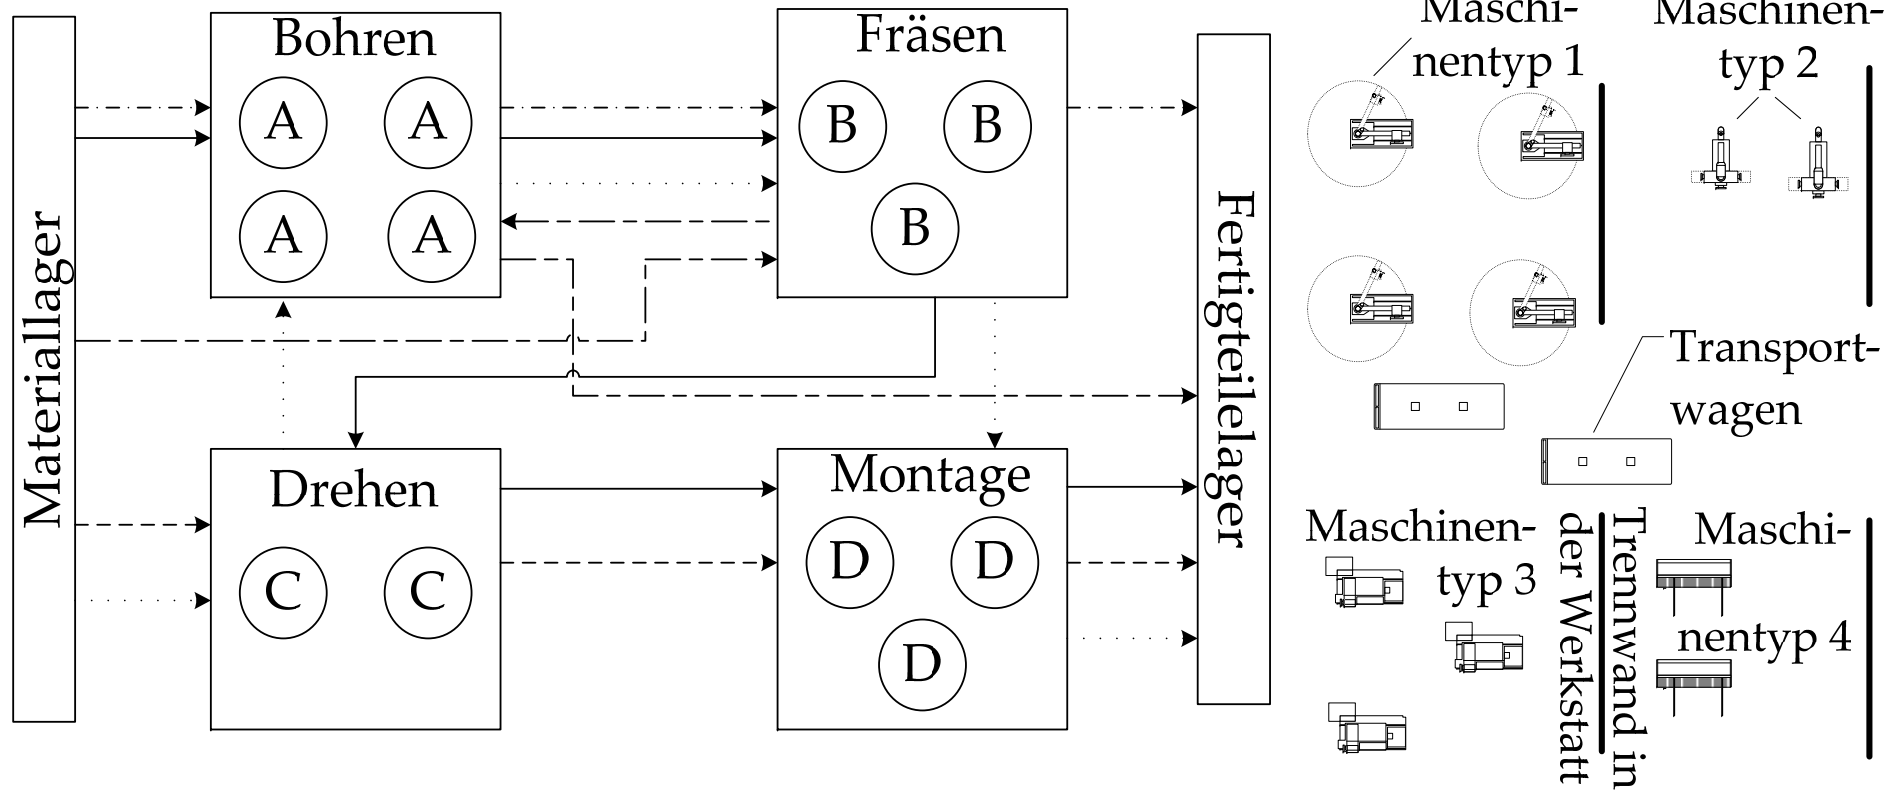 Materiallager
Bohren
A
A
A
A
Fräsen
B
B
B
Drehen
C
C
Montage
D
D
D
Fertigteilelager
Maschi-
nentyp 1
Maschinen-
typ 2
Transport-
wagen
Maschinen-
typ 3
Trennwand in
der Werkstatt
Maschi-
nentyp 4